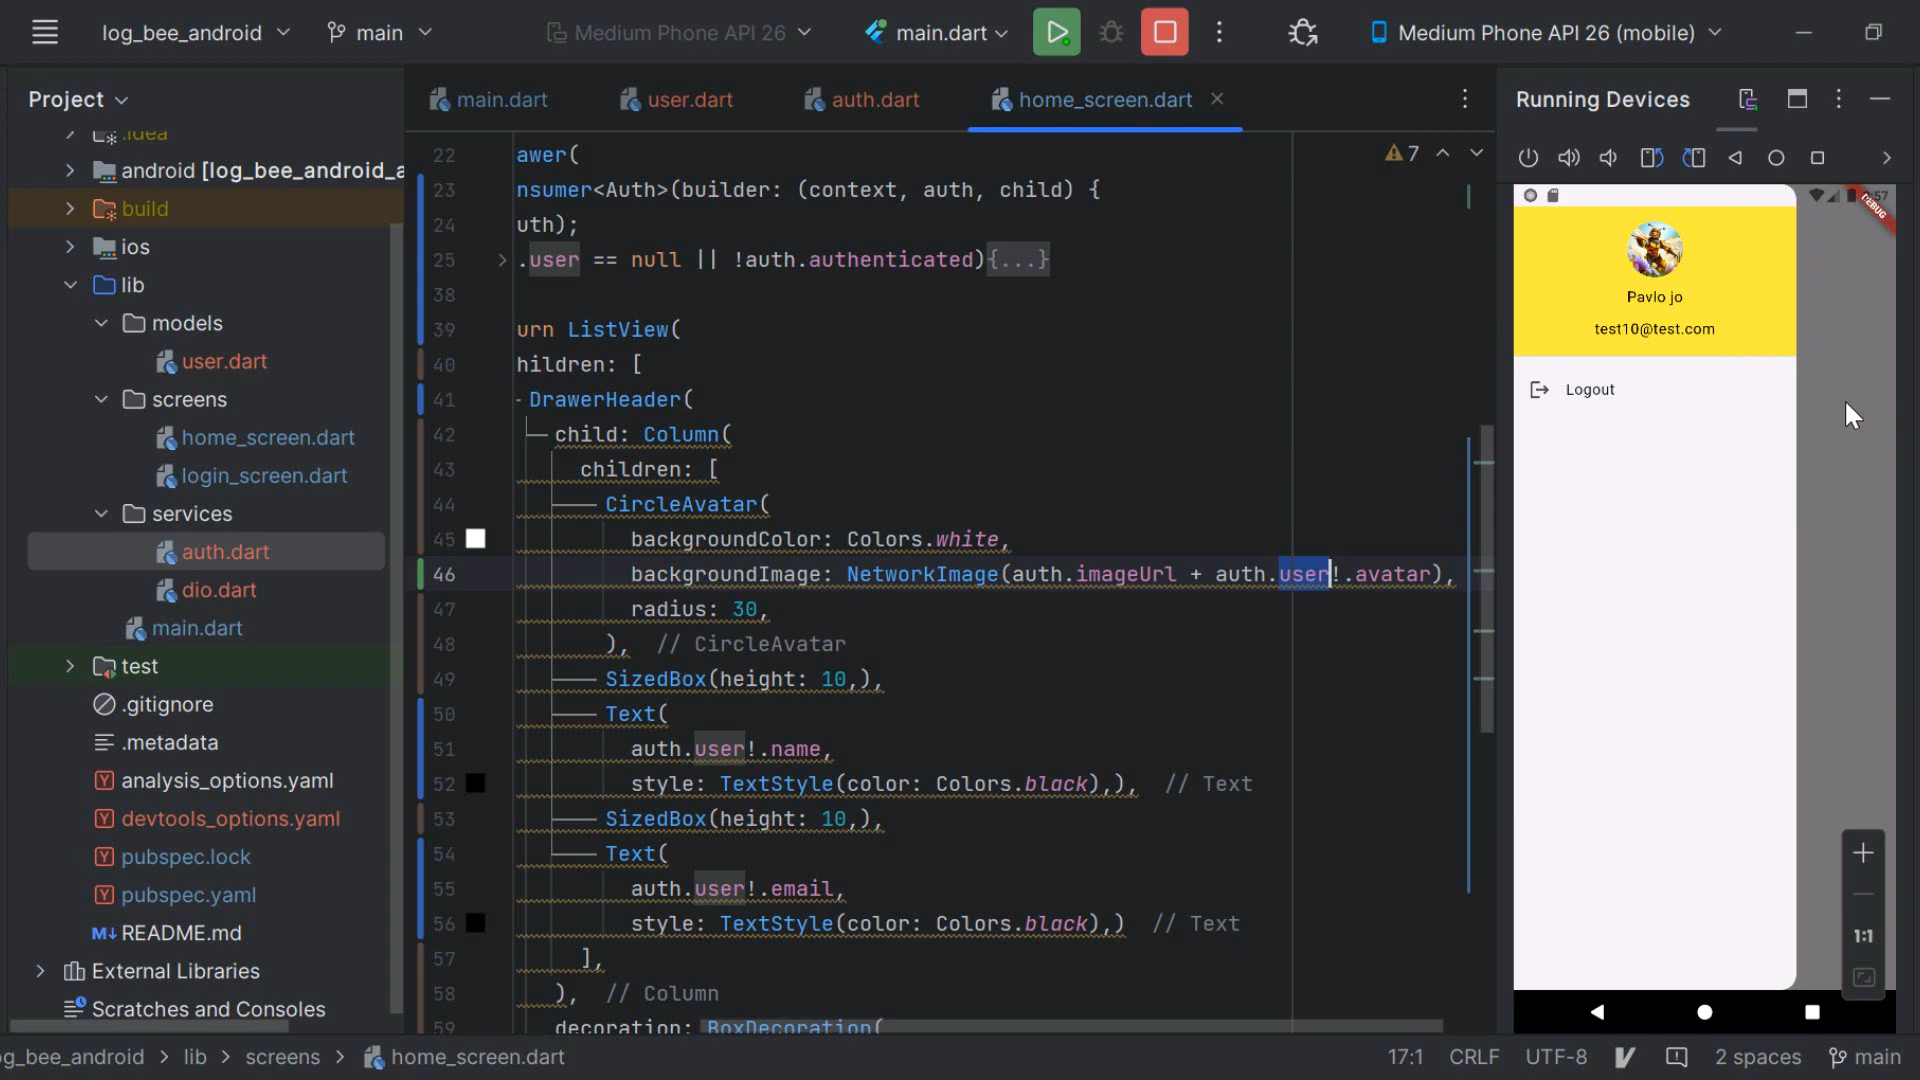 log_bee_android
main
Medium Phone API 26
main.dart
Medium Phone API 26 (mobile)
Project
main.dart
user.dart
auth.dart
home_screen.dart
Running Devices
.idea
android [log_bee_android_a
build
ios
lib
models
user.dart
screens
home_screen.dart
login_screen.dart
services
auth.dart
dio.dart
main.dart
test
.gitignore
.metadata
analysis_options.yaml
devtools_options.yaml
pubspec.lock
pubspec.yaml
README.md
External Libraries
Scratches and Consoles
7
22 awer(
23 nsumer<Auth>(builder: (context, auth, child) {
24 uth);
25 .user == null || !auth.authenticated){...}
38
39 urn ListView(
40 hildren: [
41 DrawerHeader(
42 child: Column(
43 children: [
44 CircleAvatar(
45 backgroundColor: Colors.white,
46 backgroundImage: NetworkImage(auth.imageUrl + auth.user!.avatar),
47 radius: 30,
48 ), // CircleAvatar
49 SizedBox(height: 10,),
50 Text(
51 auth.user!.name,
52 style: TextStyle(color: Colors.black),), // Text
53 SizedBox(height: 10,),
54 Text(
55 auth.user!.email,
56 style: TextStyle(color: Colors.black),) // Text
57 ],
58 ), // Column
59 decoration: BoxDecoration(
DEBUG
Pavlo jo
test10@test.com
Logout
1:1
g_bee_android > lib > screens > home_screen.dart
17:1 CRLF UTF-8 2 spaces main